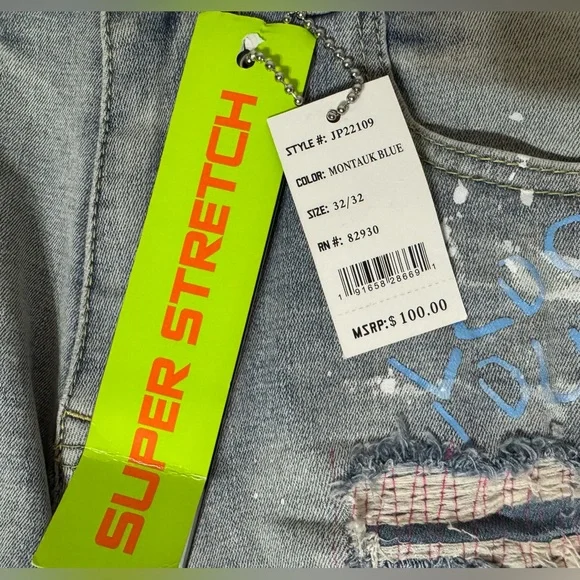 SUPER STRETCH
STYLE #: JP22109
COLOR: MONTAUK BLUE
SIZE: 32/32
RN #: 82930
1 91658 28669 1
MSRP:$ 100.00
YOU